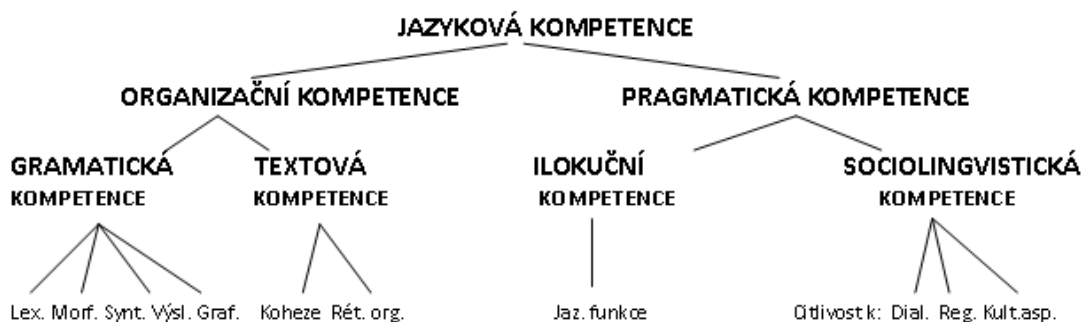 JAZYKOVÁ KOMPETENCE
ORGANIZAČNÍ KOMPETENCE PRAGMATICKÁ KOMPETENCE
GRAMATICKÁ TEXTOVÁ ILOKUČNÍ SOCIOLINGVISTICKÁ
KOMPETENCE KOMPETENCE KOMPETENCE KOMPETENCE
Lex. Morf. Synt. Výsl. Graf. Koheze Rét. org. Jaz. funkce Citlivost k: Dial. Reg. Kult.asp.